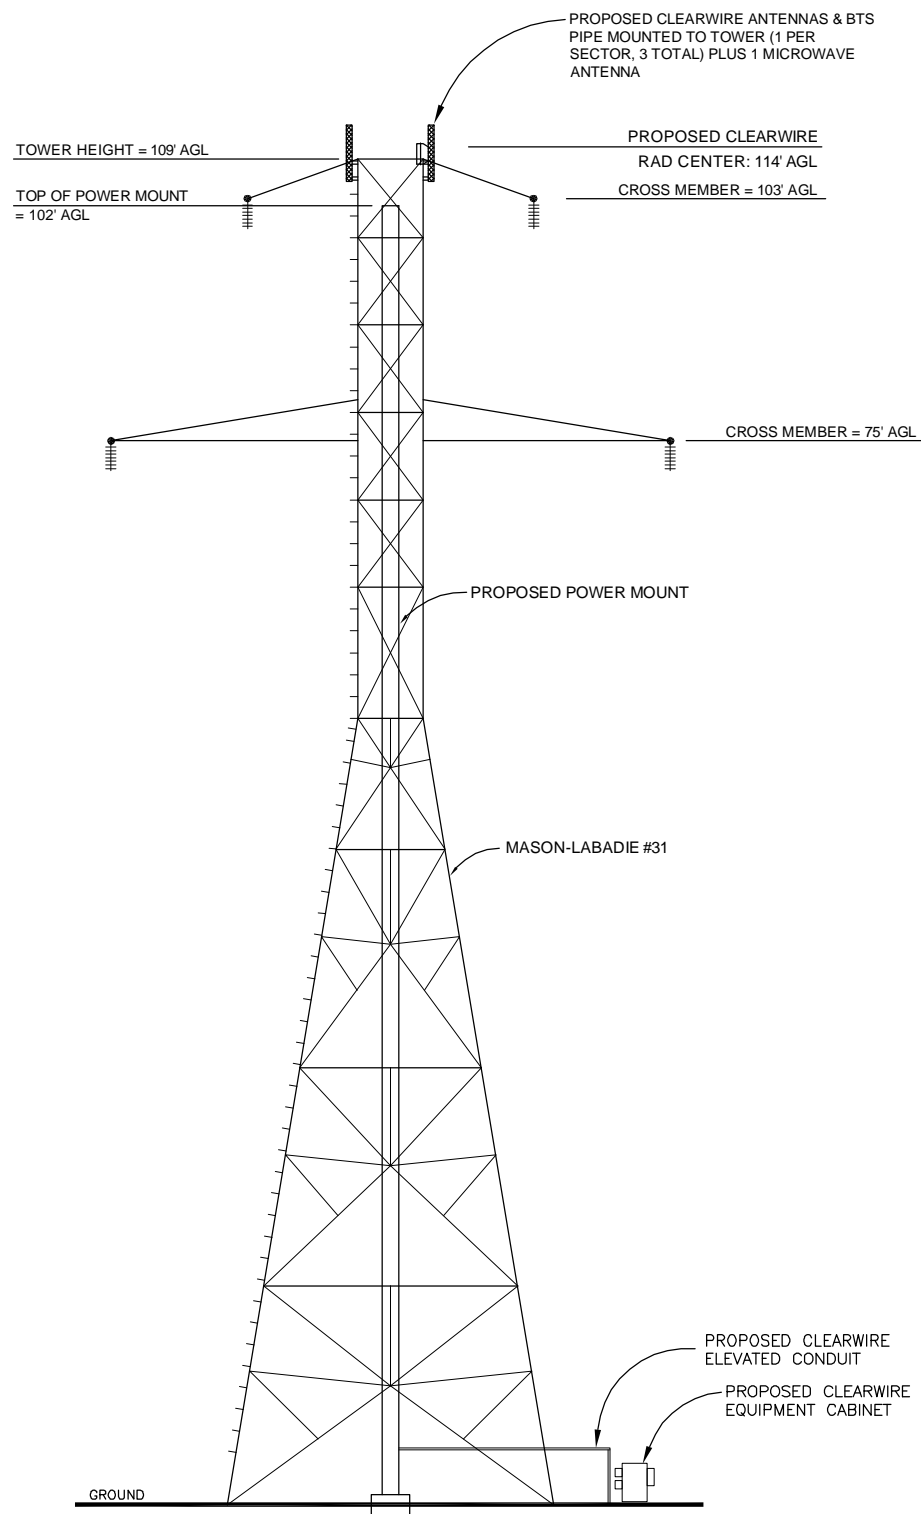 PROPOSED CLEARWIRE ANTENNAS & BTS
PIPE MOUNTED TO TOWER (1 PER
SECTOR, 3 TOTAL) PLUS 1 MICROWAVE
ANTENNA
TOWER HEIGHT = 109' AGL
PROPOSED CLEARWIRE
RAD CENTER: 114' AGL
TOP OF POWER MOUNT
= 102' AGL
CROSS MEMBER = 103' AGL
CROSS MEMBER = 75' AGL
PROPOSED POWER MOUNT
MASON-LABADIE #31
PROPOSED CLEARWIRE
ELEVATED CONDUIT
PROPOSED CLEARWIRE
EQUIPMENT CABINET
GROUND